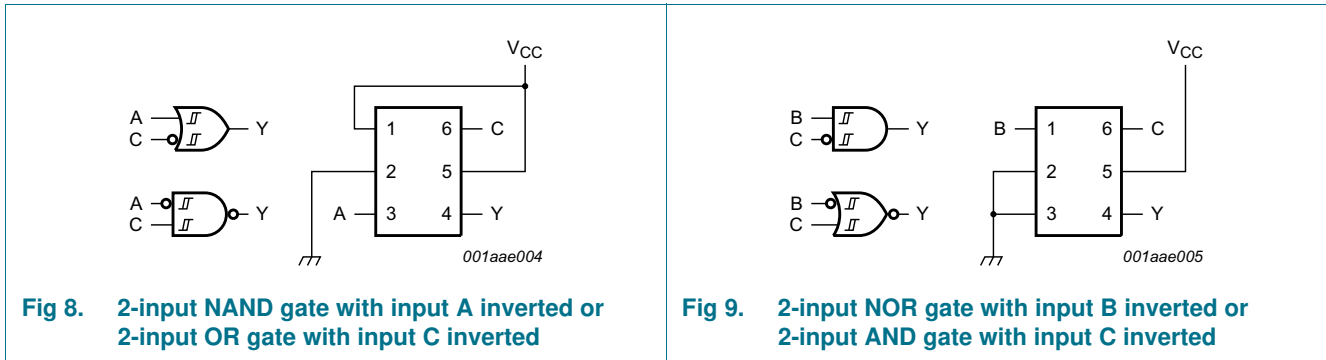 VCC
A
C
Y
1 6 C
2 5
A 3 4 Y
A
C
Y
001aae004
Fig 8. 2-input NAND gate with input A inverted or
2-input OR gate with input C inverted
VCC
B
C
Y
B 1 6 C
2 5
3 4 Y
B
C
Y
001aae005
Fig 9. 2-input NOR gate with input B inverted or
2-input AND gate with input C inverted